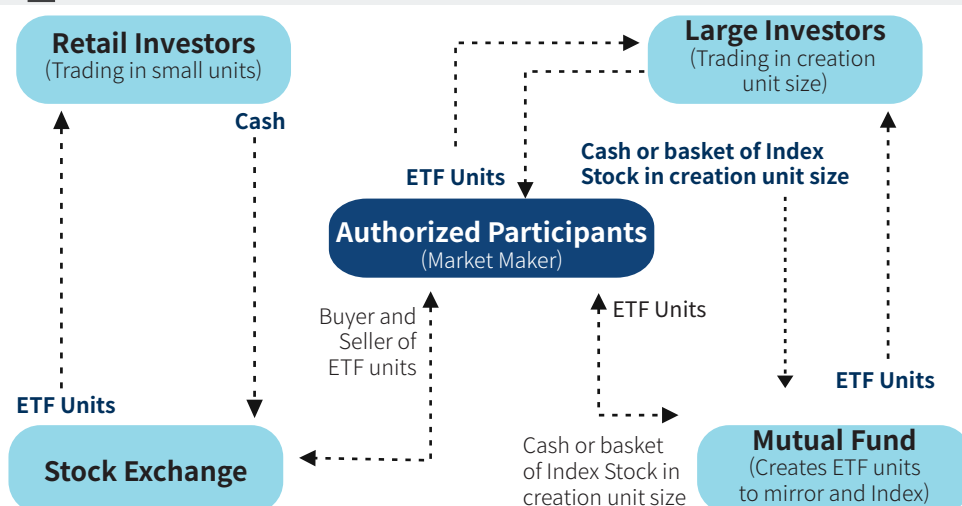 Retail Investors
(Trading in small units)
Large Investors
(Trading in creation
unit size)
Cash
ETF Units
Cash or basket of Index
Stock in creation unit size
Authorized Participants
(Market Maker)
Buyer and
Seller of
ETF units
ETF Units
ETF Units
ETF Units
Stock Exchange
Cash or basket
of Index Stock in
creation unit size
Mutual Fund
(Creates ETF units
to mirror and Index)